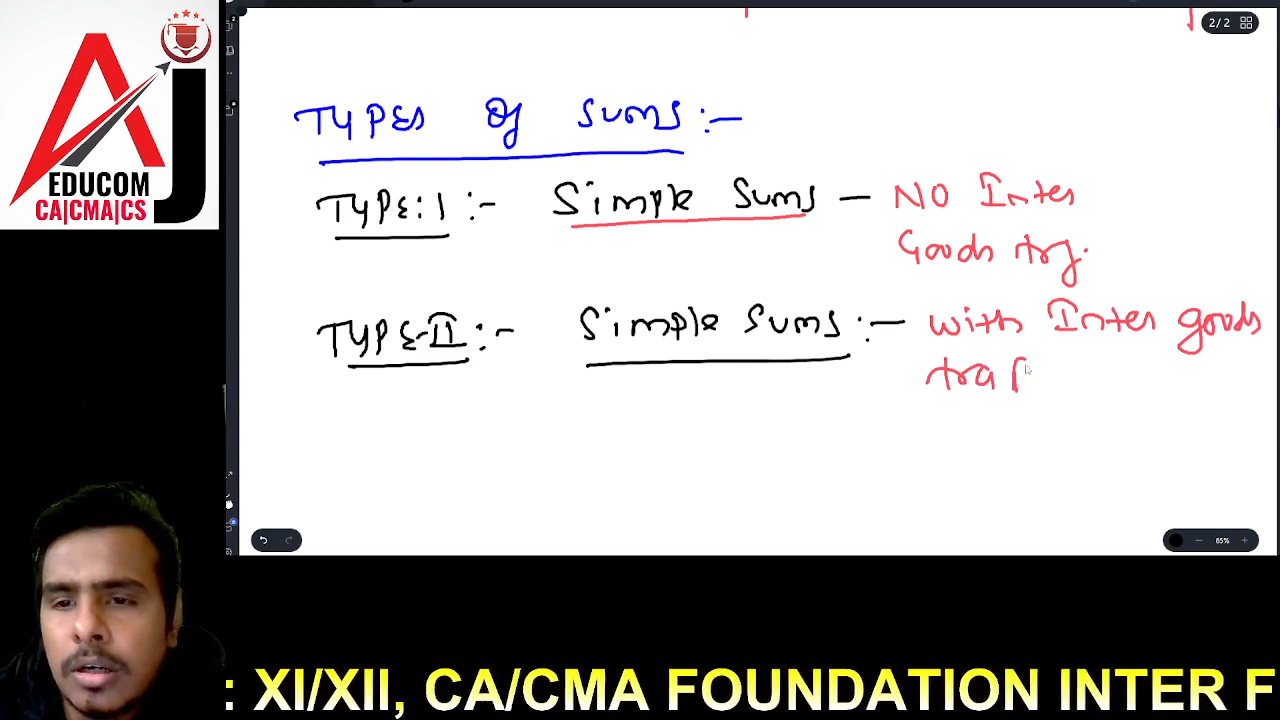 AJ
EDUCOM
CA|CMA|CS
2/2
TYPES Of Sums :-
TYPE:1 :- Simple Sums - NO Inter
Goods trf.
TYPE-II :- Simple Sums :- with Inter goods
traf
65%
: XI/XII, CA/CMA FOUNDATION INTER F